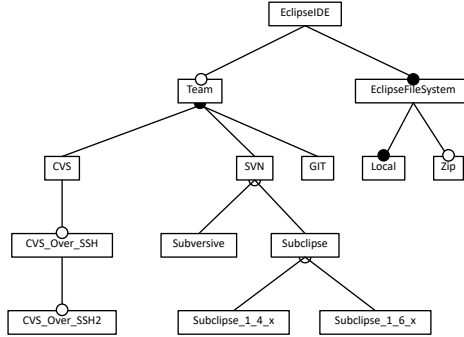 EclipseIDE
Team
EclipseFileSystem
CVS
SVN
GIT
Local
Zip
CVS_Over_SSH
Subversive
Subclipse
CVS_Over_SSH2
Subclipse_1_4_x
Subclipse_1_6_x